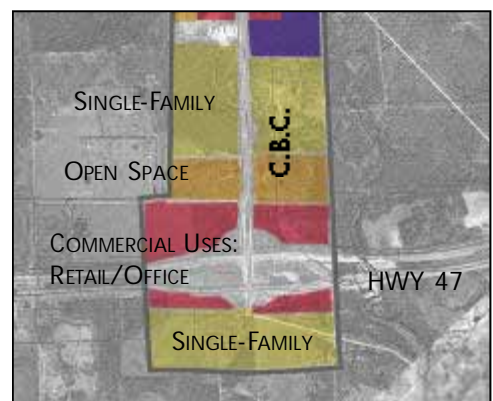 Single-Family
C.B.C.
Open Space
Commercial Uses:
Retail/Office
HWY 47
Single-Family